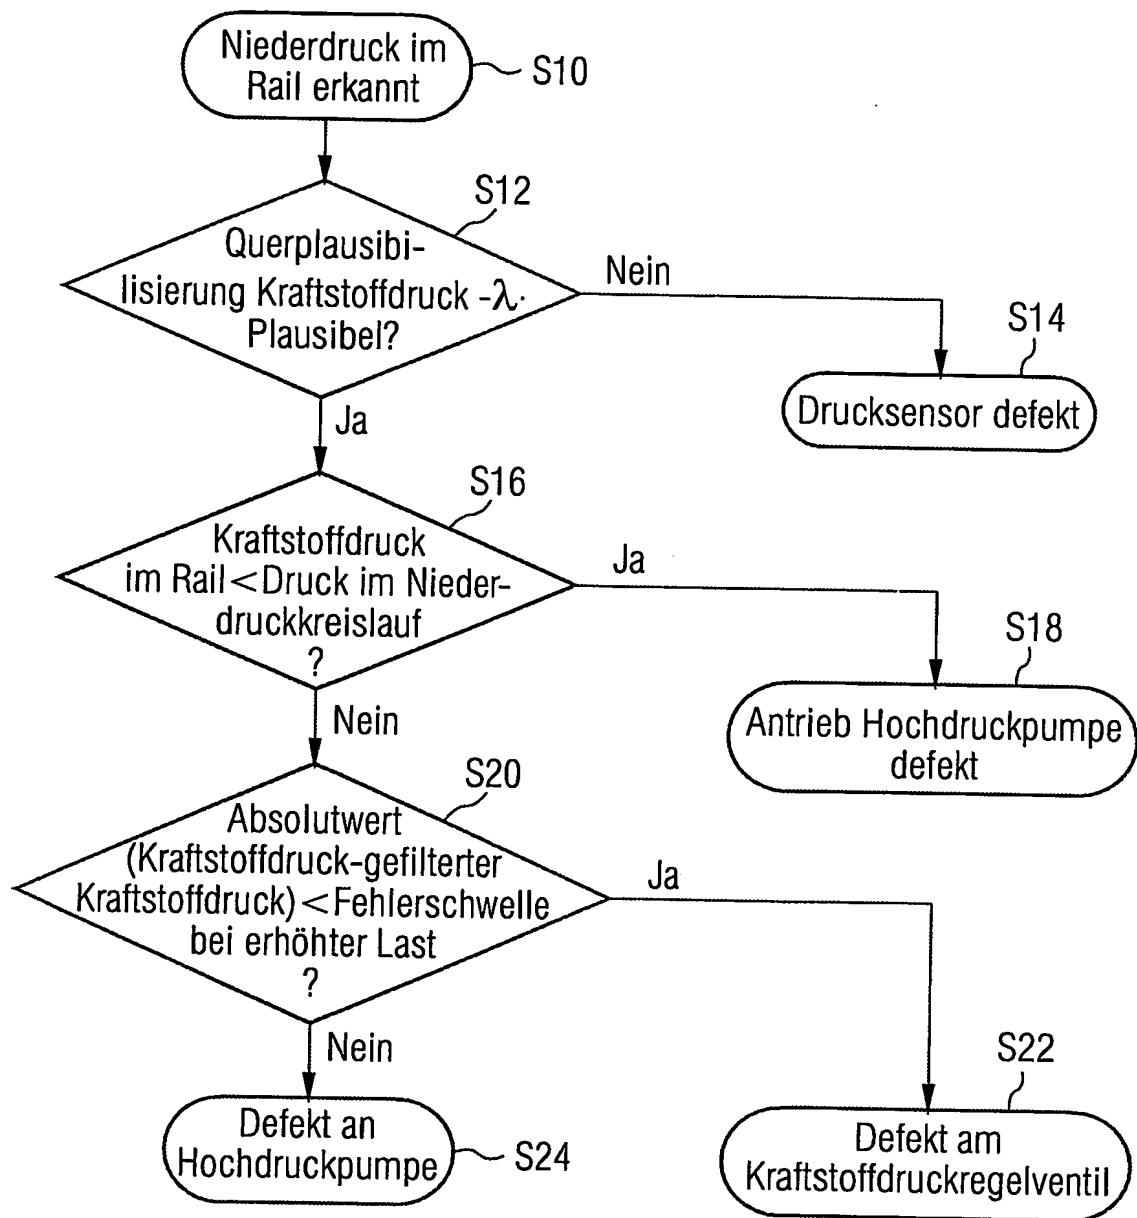 Niederdruck im
Rail erkannt
S10
S12
Querplausibi-
lisierung Kraftstoffdruck -λ·
Plausibel?
Nein
S14
Drucksensor defekt
Ja
S16
Kraftstoffdruck
im Rail < Druck im Nieder-
druckkreislauf
?
Ja
S18
Antrieb Hochdruckpumpe
defekt
Nein
S20
Absolutwert
(Kraftstoffdruck-gefilterter
Kraftstoffdruck) < Fehlerschwelle
bei erhöhter Last
?
Ja
S22
Defekt am
Kraftstoffdruckregelventil
Nein
Defekt an
Hochdruckpumpe
S24